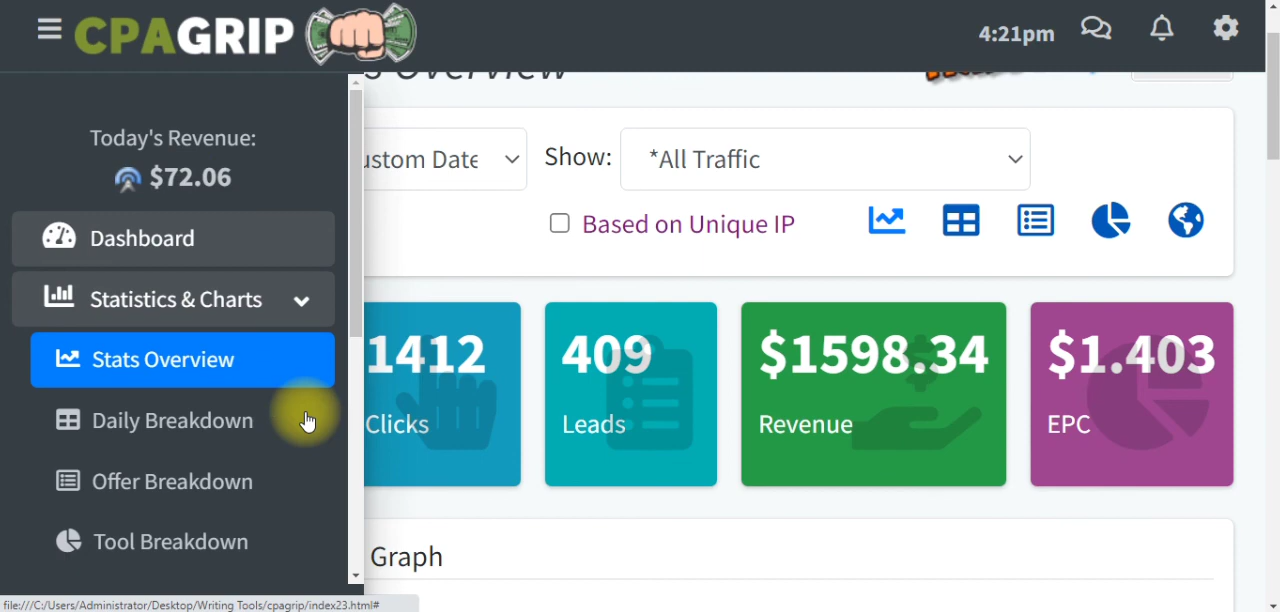 CPAGRIP
4:21pm
Overview
Today's Revenue:
$72.06
ustom Date
Show:
*All Traffic
Dashboard
Based on Unique IP
Statistics & Charts
Stats Overview
Daily Breakdown
Offer Breakdown
Tool Breakdown
1412
Clicks
409
Leads
$1598.34
Revenue
$1.403
EPC
Graph
file:///C:/Users/Administrator/Desktop/Writing Tools/cpagrip/index23.html#